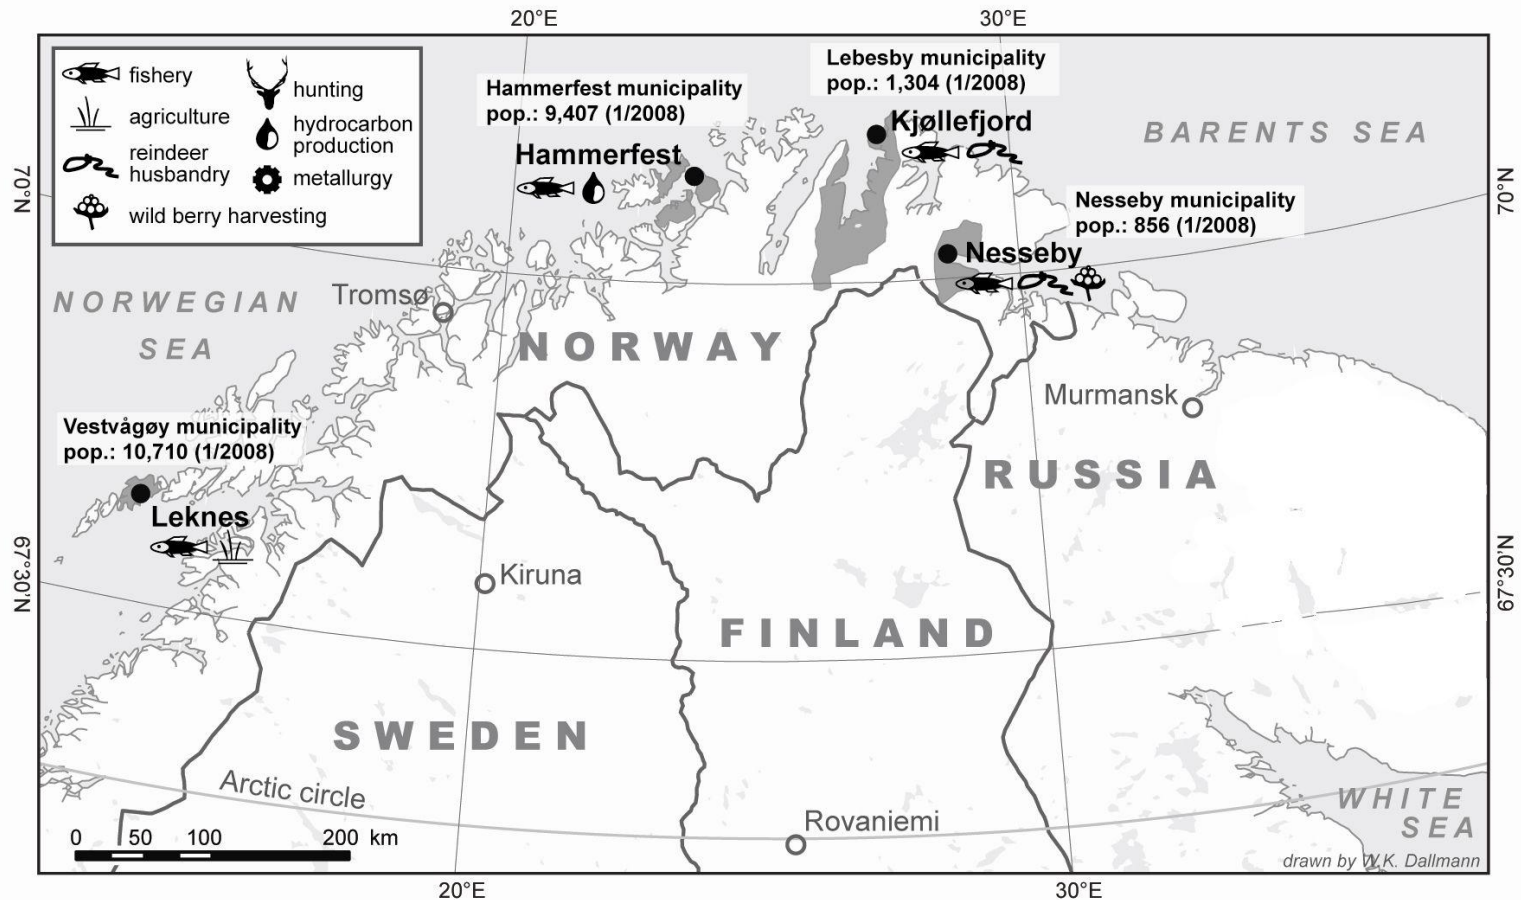 20°E
30°E
fishery
agriculture
reindeer
husbandry
wild berry harvesting
hunting
hydrocarbon
production
metallurgy
Hammerfest municipality
pop.: 9,407 (1/2008)
Hammerfest
Lebesby municipality
pop.: 1,304 (1/2008)
Kjøllefjord
BARENTS SEA
70°N
70°N
Nesseby municipality
pop.: 856 (1/2008)
Nesseby
NORWEGIAN
SEA
Tromsø
NORWAY
Murmansk
Vestvågøy municipality
pop.: 10,710 (1/2008)
Leknes
RUSSIA
67°30'N
67°30'N
Kiruna
FINLAND
SWEDEN
Arctic circle
Rovaniemi
WHITE
SEA
0 50 100 200 km
drawn by W.K. Dallmann
20°E
30°E